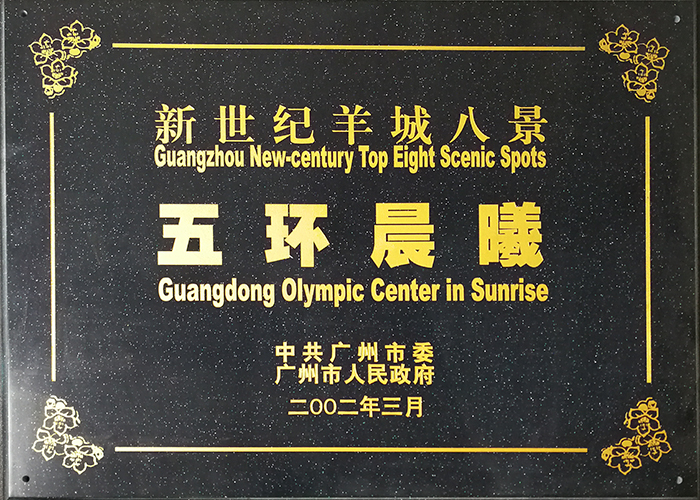 新世纪羊城八景
Guangzhou New-century Top Eight Scenic Spots
五环晨曦
Guangdong Olympic Center in Sunrise
中共广州市委
广州市人民政府
二00二年三月